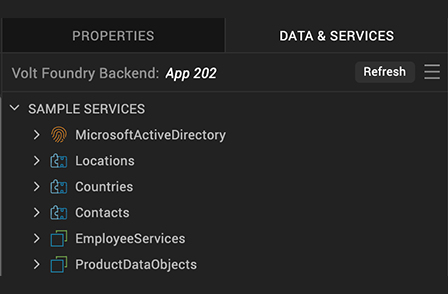 PROPERTIES
DATA & SERVICES
Volt Foundry Backend: App 202
Refresh
SAMPLE SERVICES
MicrosoftActiveDirectory
Locations
Countries
Contacts
EmployeeServices
ProductDataObjects